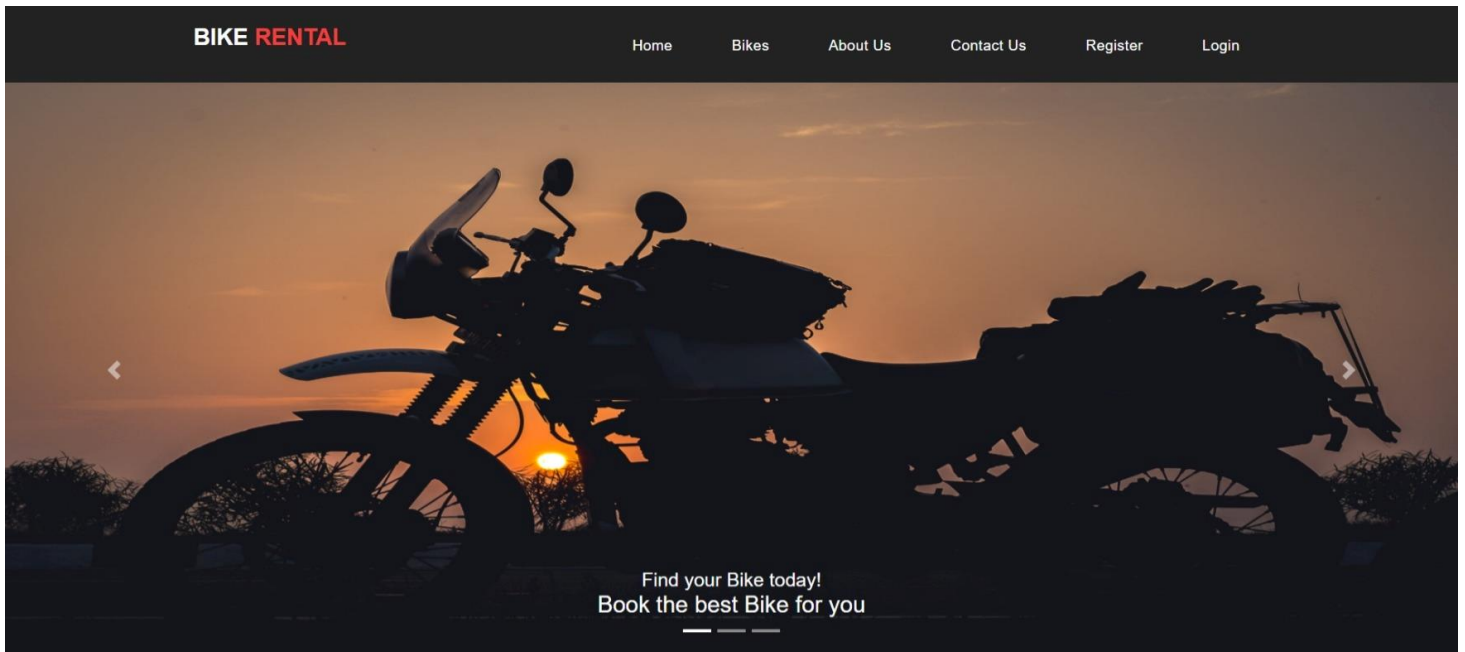 BIKE RENTAL
Home Bikes About Us Contact Us Register Login
Find your Bike today!
Book the best Bike for you